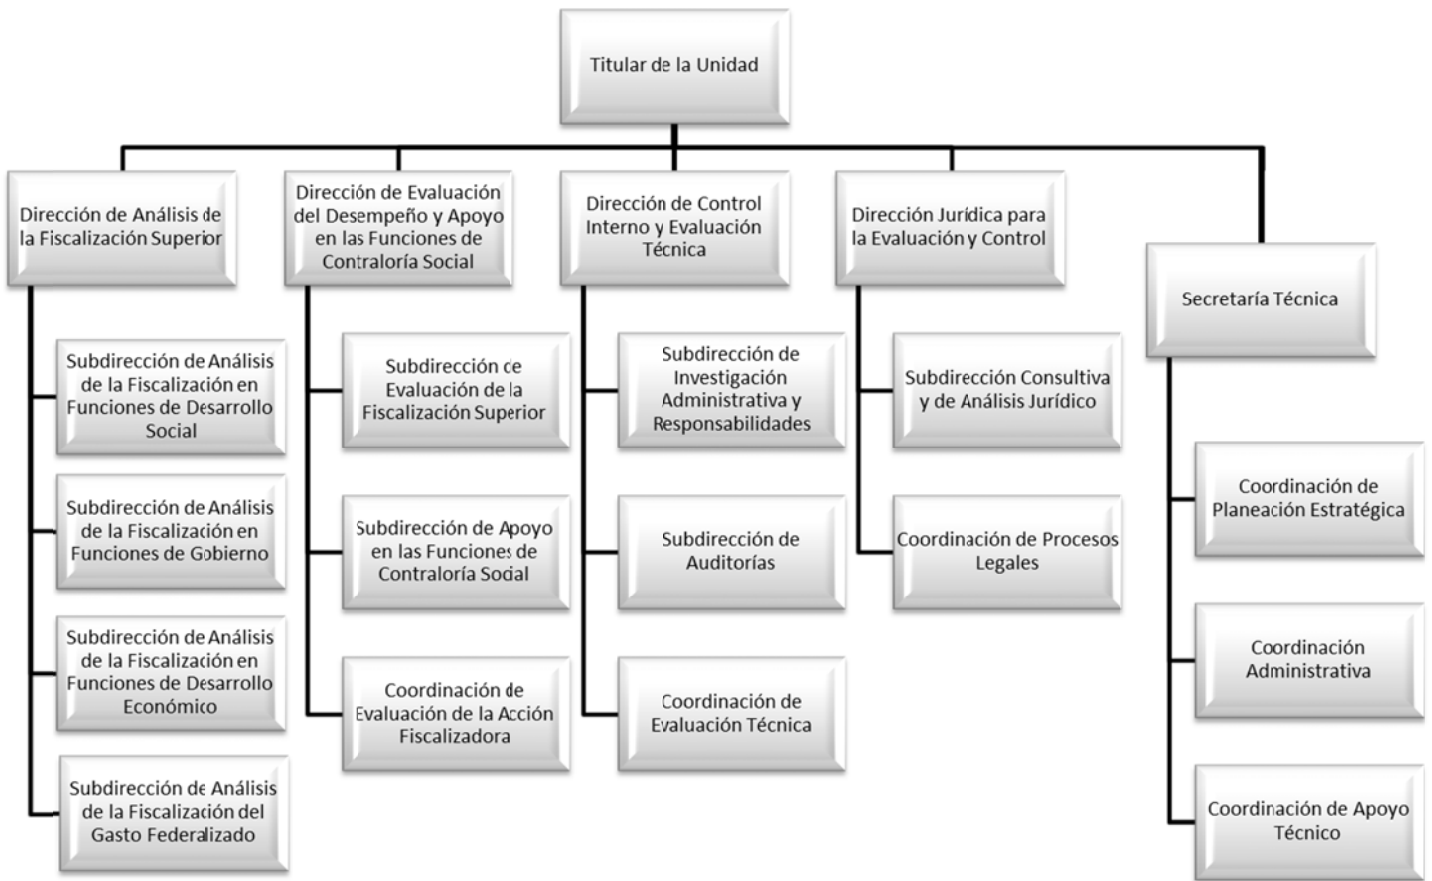 Titular de la Unidad
Dirección de Análisis de
la Fiscalización Superior
Subdirección de Análisis
de la Fiscalización en
Funciones de Desarrollo
Social
Subdirección de Análisis
de la Fiscalización en
Funciones de Gobierno
Subdirección de Análisis
de la Fiscalización en
Funciones de Desarrollo
Económico
Subdirección de Análisis
de la Fiscalización del
Gasto Federalizado
Dirección de Evaluación
del Desempeño y Apoyo
en las Funciones de
Contraloría Social
Subdirección de
Evaluación de la
Fiscalización Superior
Subdirección de Apoyo
en las Funciones de
Contraloría Social
Coordinación de
Evaluación de la Acción
Fiscalizadora
Dirección de Control
Interno y Evaluación
Técnica
Subdirección de
Investigación
Administrativa y
Responsabilidades
Subdirección de
Auditorías
Coordinación de
Evaluación Técnica
Dirección Jurídica para
la Evaluación y Control
Subdirección Consultiva
y de Análisis Jurídico
Coordinación de Procesos
Legales
Secretaría Técnica
Coordinación de
Planeación Estratégica
Coordinación
Administrativa
Coordinación de Apoyo
Técnico